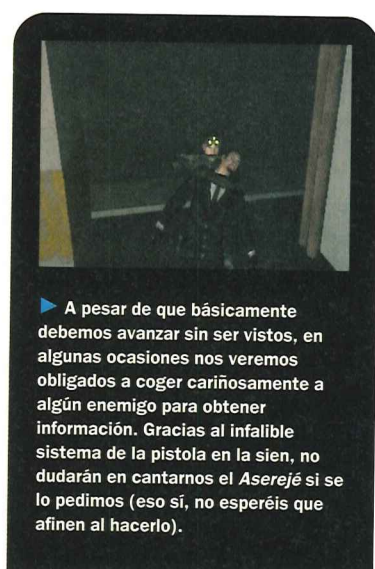 A pesar de que básicamente
debemos avanzar sin ser vistos, en
algunas ocasiones nos veremos
obligados a coger cariñosamente a
algún enemigo para obtener
información. Gracias al infalible
sistema de la pistola en la sien, no
dudarán en cantarnos el Aserejé si se
lo pedimos (eso sí, no esperéis que
afinen al hacerlo).